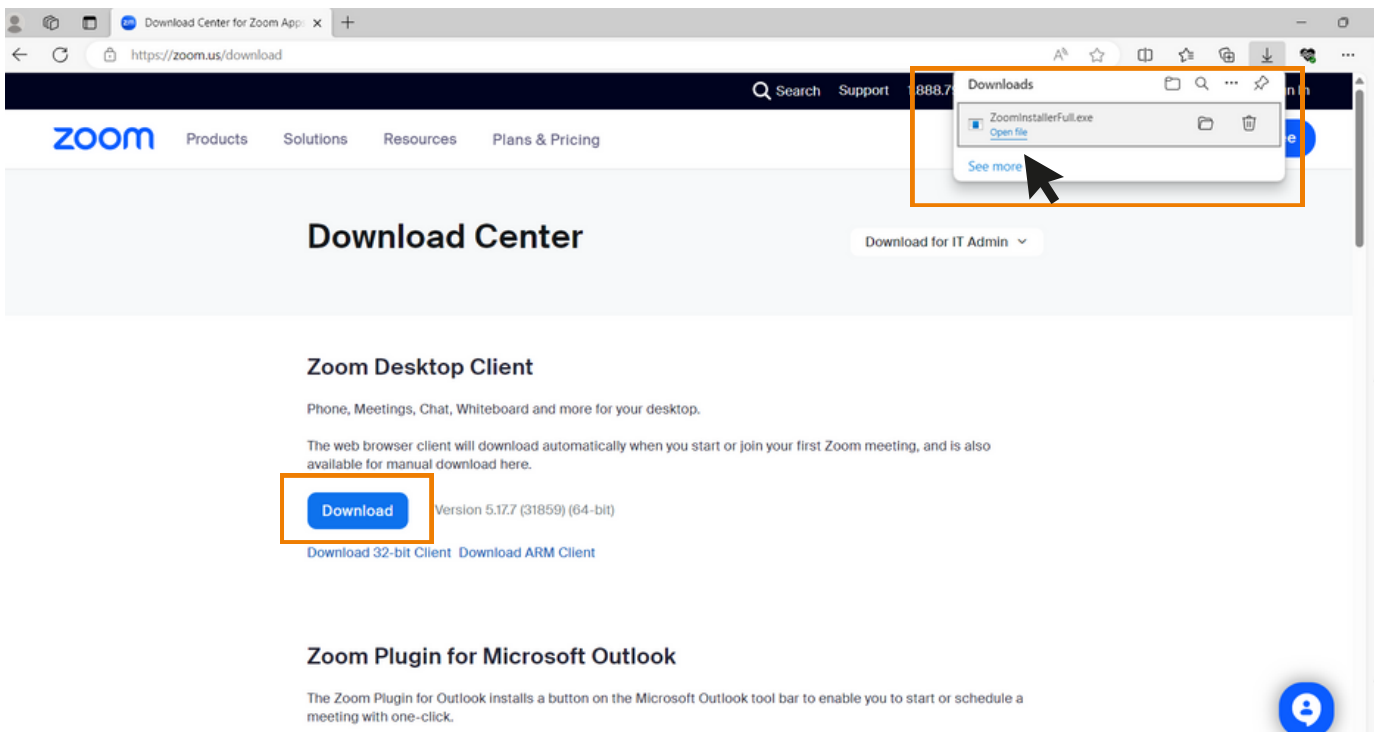 Download Center for Zoom App
https://zoom.us/download
Search Support 1.888.79
Downloads
ZoomInstallerFull.exe
Open file
See more
zoom Products Solutions Resources Plans & Pricing
Download Center
Download for IT Admin
Zoom Desktop Client
Phone, Meetings, Chat, Whiteboard and more for your desktop.
The web browser client will download automatically when you start or join your first Zoom meeting, and is also
available for manual download here.
Download Version 5.17.7 (31859) (64-bit)
Download 32-bit Client Download ARM Client
Zoom Plugin for Microsoft Outlook
The Zoom Plugin for Outlook installs a button on the Microsoft Outlook tool bar to enable you to start or schedule a
meeting with one-click.